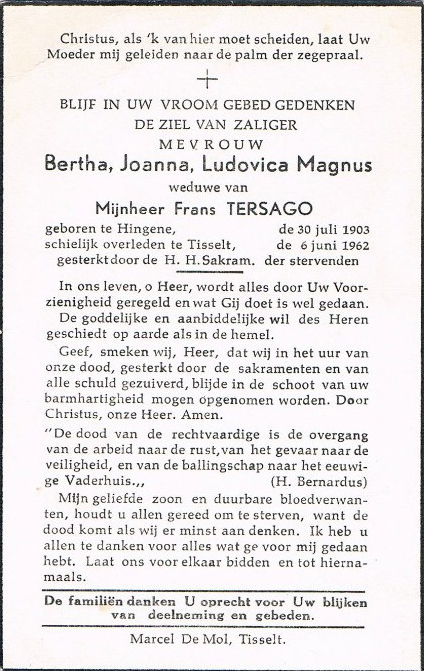 Christus, als 'k van hier moet scheiden, laat Uw
Moeder mij geleiden naar de palm der zegepraal.
BLIJF IN UW VROOM GEBED GEDENKEN
DE ZIEL VAN ZALIGER
MEVROUW
Bertha, Joanna, Ludovica Magnus
weduwe van
Mijnheer Frans TERSAGO
geboren te Hingene, de 30 juli 1903
schielijk overleden te Tisselt, de 6 juni 1962
gesterkt door de H. H. Sakram. der stervenden
In ons leven, o Heer, wordt alles door Uw Voor-
zienigheid geregeld en wat Gij doet is wel gedaan.
De goddelijke en aanbiddelijke wil des Heren
geschiedt op aarde als in de hemel.
Geef, smeken wij, Heer, dat wij in het uur van
onze dood, gesterkt door de sakramenten en van
alle schuld gezuiverd, blijde in de schoot van uw
barmhartigheid mogen opgenomen worden. Door
Christus, onze Heer. Amen.
"De dood van de rechtvaardige is de overgang
van de arbeid naar de rust, van het gevaar naar de
veiligheid, en van de ballingschap naar het eeuwi-
ge Vaderhuis.,, (H. Bernardus)
Mijn geliefde zoon en duurbare bloedverwan-
ten, houdt u allen gereed om te sterven, want de
dood komt als wij er minst aan denken. Ik heb u
allen te danken voor alles wat ge voor mij gedaan
hebt. Laat ons voor elkaar bidden en tot hierna-
maals.
De familiën danken U oprecht voor Uw blijken
van deelneming en gebeden.
Marcel De Mol, Tisselt.